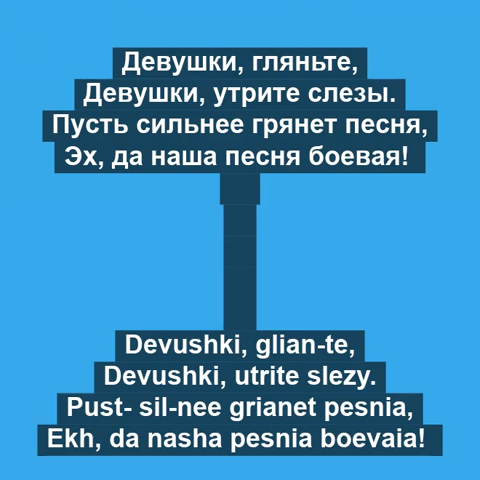 Девушки, гляньте,
Девушки, утрите слезы.
Пусть сильнее грянет песня,
Эх, да наша песня боевая!
Devushki, glian-te,
Devushki, utrite slezy.
Pust- sil-nee grianet pesnia,
Ekh, da nasha pesnia boevaia!